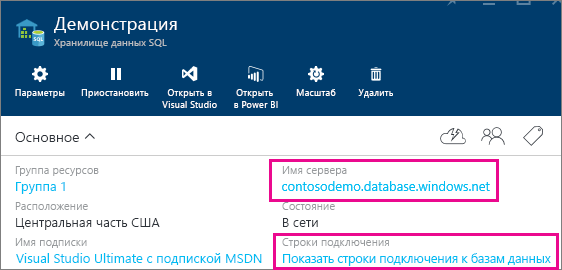 Демонстрация
Хранилище данных SQL
Параметры
Приостановить
Открыть в
Visual Studio
Открыть
в Power BI
Масштаб
Удалить
Основное
Группа ресурсов
Группа 1
Имя сервера
contosodemo.database.windows.net
Расположение
Центральная часть США
Состояние
В сети
Имя подписки
Visual Studio Ultimate с подпиской MSDN
Строки подключения
Показать строки подключения к базам данных